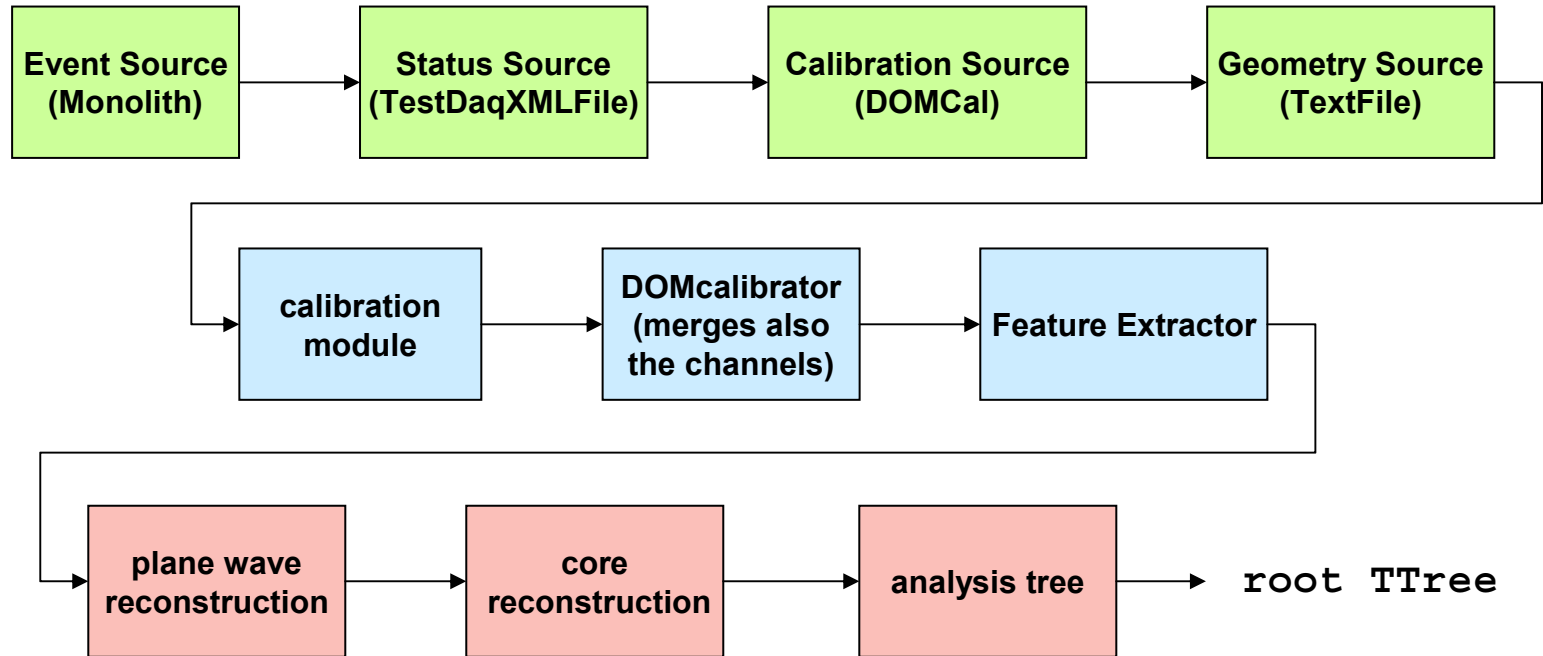 Event Source
(Monolith)
Status Source
(TestDaqXMLFile)
Calibration Source
(DOMCal)
Geometry Source
(TextFile)
calibration
module
DOMcalibrator
(merges also
the channels)
Feature Extractor
plane wave
reconstruction
core
reconstruction
analysis tree
root TTree